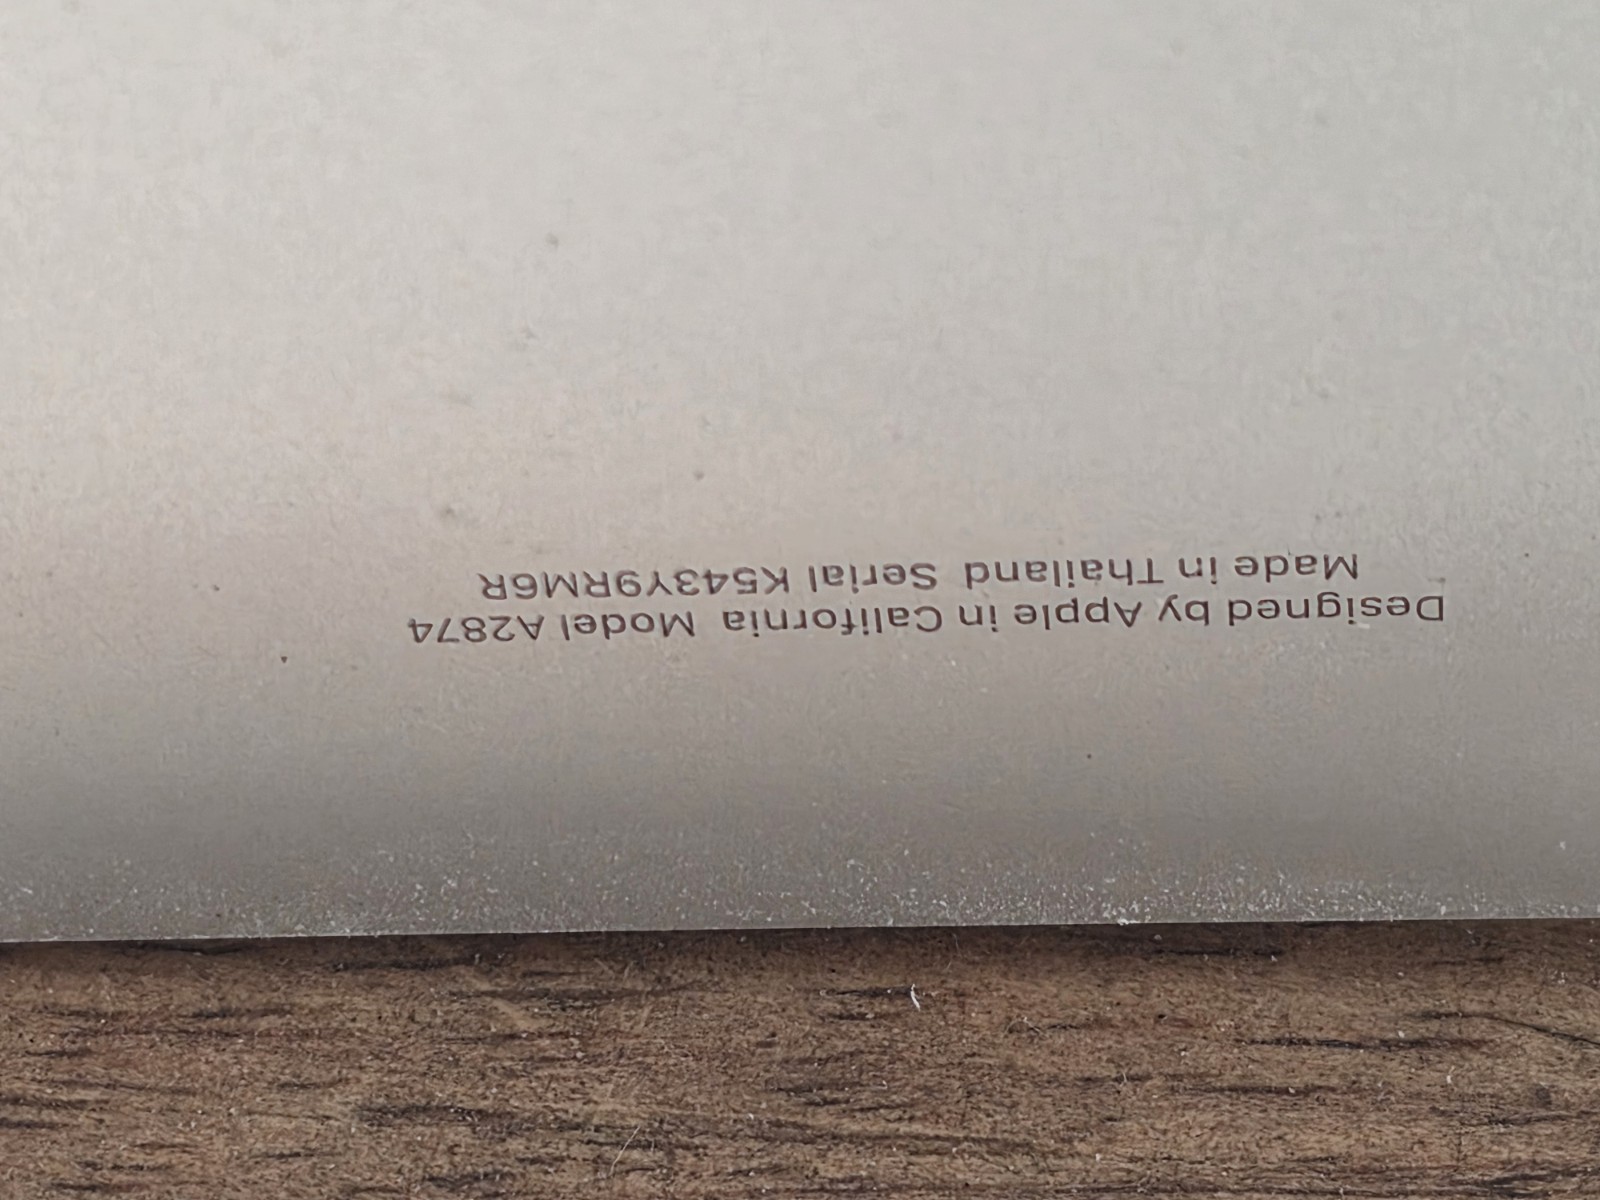 Designed by Apple in California  Model A2874
Made in Thailand  Serial K543Y9RM6R